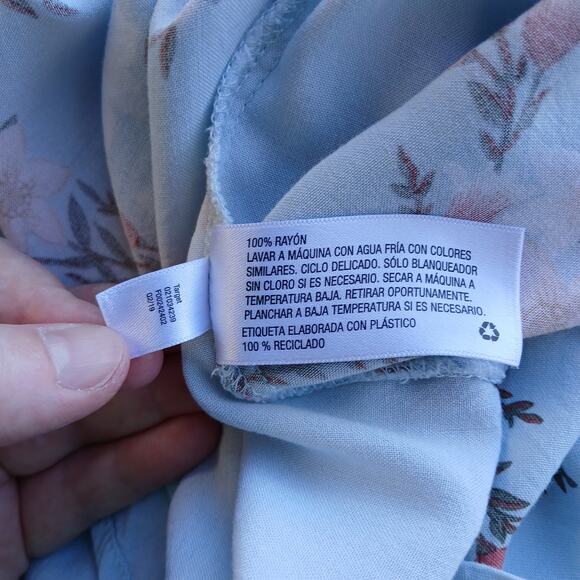 100% RAYÓN
LAVAR A MÁQUINA CON AGUA FRÍA CON COLORES
SIMILARES. CICLO DELICADO. SÓLO BLANQUEADOR
SIN CLORO SI ES NECESARIO. SECAR A MÁQUINA A
TEMPERATURA BAJA. RETIRAR OPORTUNAMENTE.
PLANCHAR A BAJA TEMPERATURA SI ES NECESARIO.
ETIQUETA ELABORADA CON PLÁSTICO
100 % RECICLADO
Target
021034239
F00242402
02/19